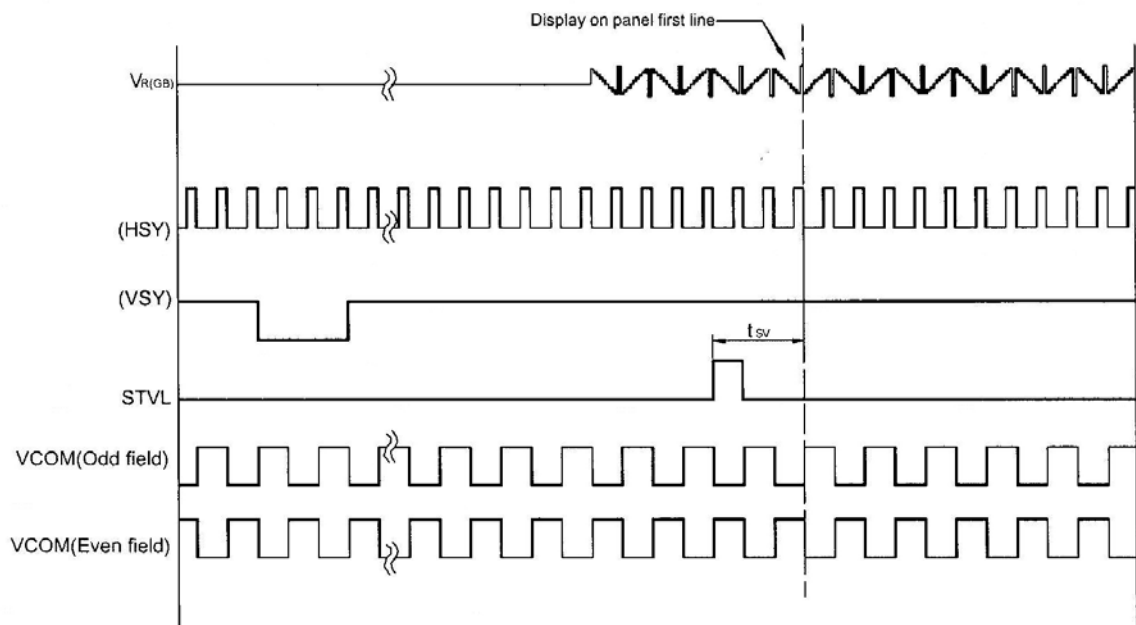 Display on panel first line
VR(GB)
(HSY)
(VSY)
tSV
STVL
VCOM(Odd field)
VCOM(Even field)